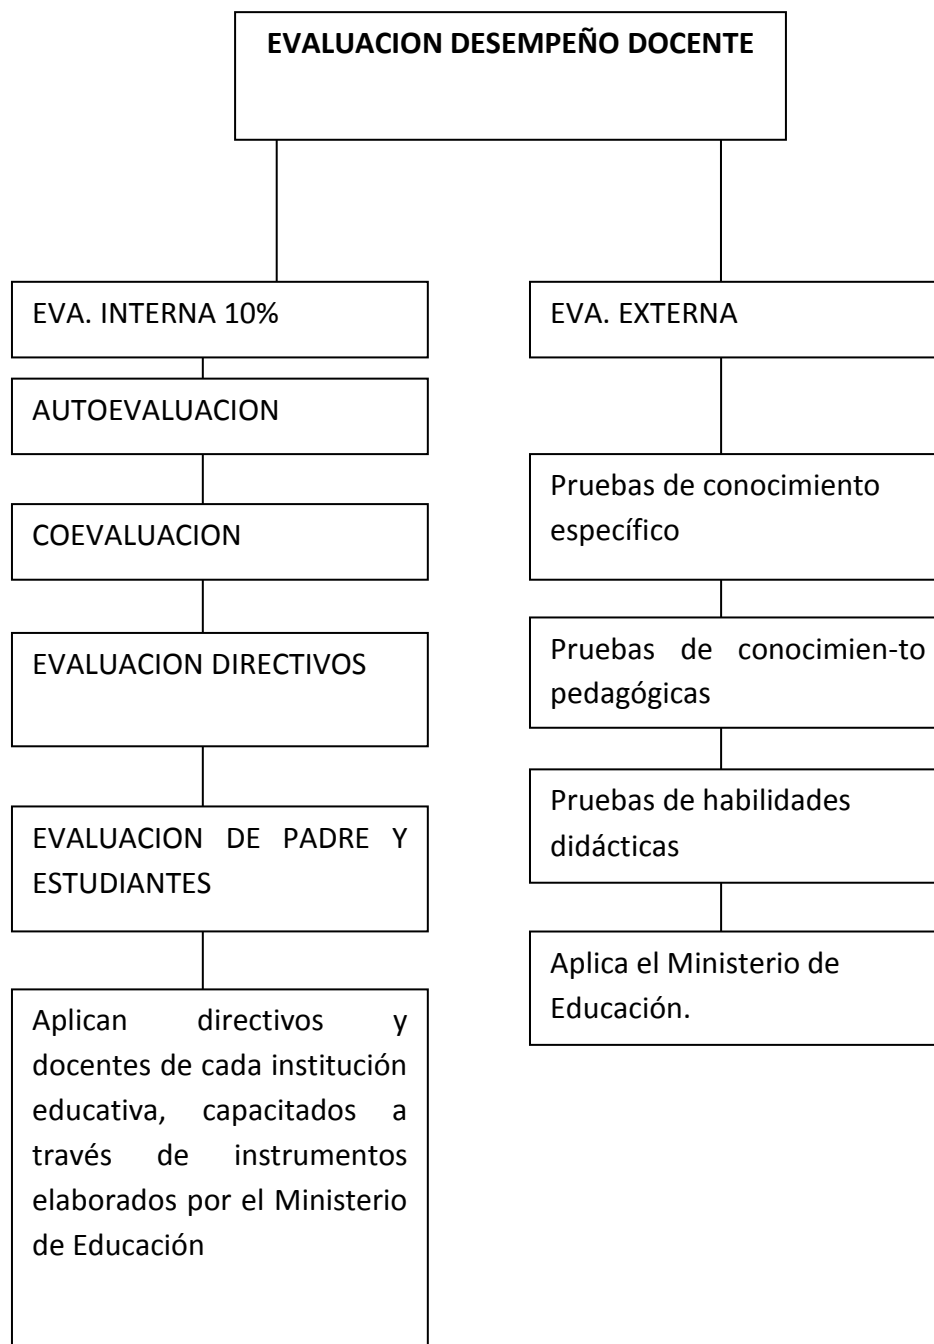 EVALUACION DESEMPEÑO DOCENTE
EVA. INTERNA 10%
AUTOEVALUACION
COEVALUACION
EVALUACION DIRECTIVOS
EVALUACION DE PADRE Y
ESTUDIANTES
Aplican directivos y
docentes de cada institución
educativa, capacitados a
través de instrumentos
elaborados por el Ministerio
de Educación
EVA. EXTERNA
Pruebas de conocimiento
específico
Pruebas de conocimien-to
pedagógicas
Pruebas de habilidades
didácticas
Aplica el Ministerio de
Educación.